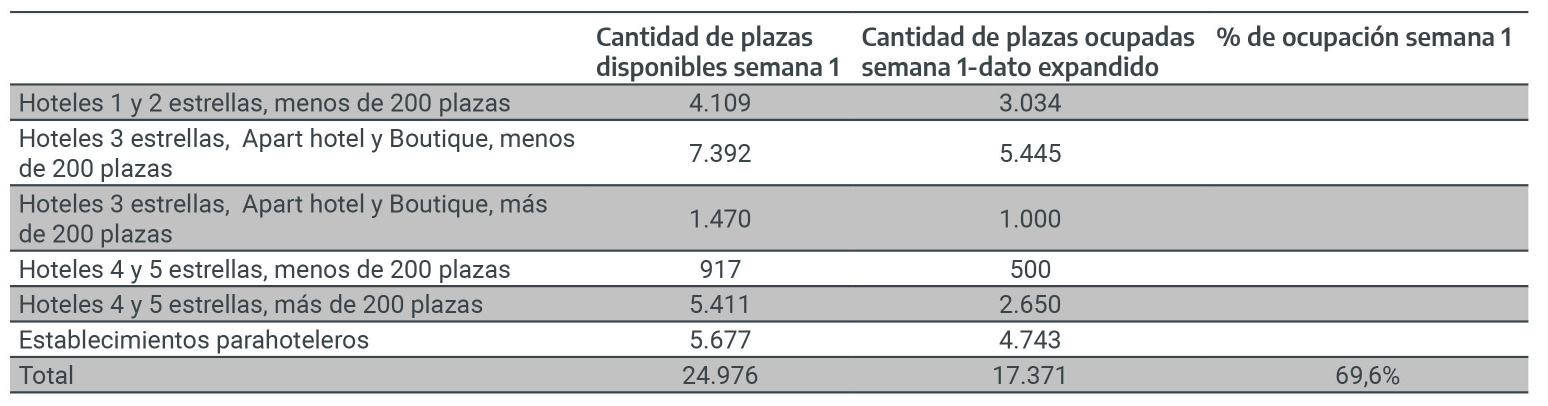 Cantidad de plazas disponibles semana 1 Cantidad de plazas ocupadas semana 1-dato expandido % de ocupación semana 1
Hoteles 1 y 2 estrellas, menos de 200 plazas 4.109 3.034
Hoteles 3 estrellas, Apart hotel y Boutique, menos de 200 plazas 7.392 5.445
Hoteles 3 estrellas, Apart hotel y Boutique, más de 200 plazas 1.470 1.000
Hoteles 4 y 5 estrellas, menos de 200 plazas 917 500
Hoteles 4 y 5 estrellas, más de 200 plazas 5.411 2.650
Establecimientos parahoteleros 5.677 4.743
Total 24.976 17.371 69,6%